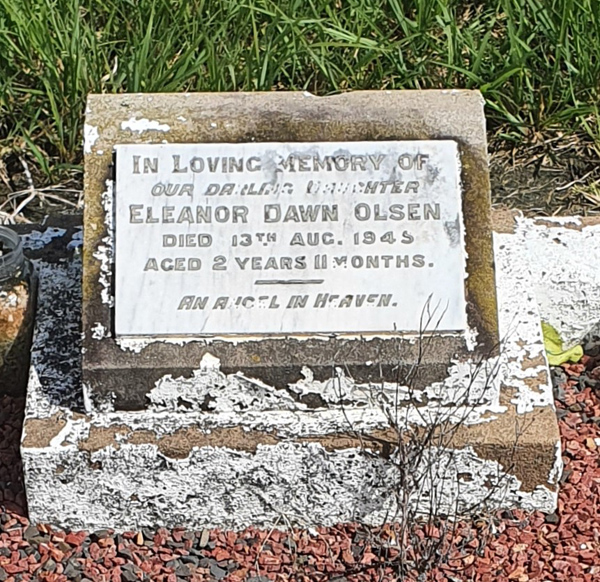 IN LOVING MEMORY OF
OUR DARLING DAUGHTER
ELEANOR DAWN OLSEN
DIED 13TH AUG. 1945
AGED 2 YEARS 11 MONTHS.
AN ANGEL IN HEAVEN.